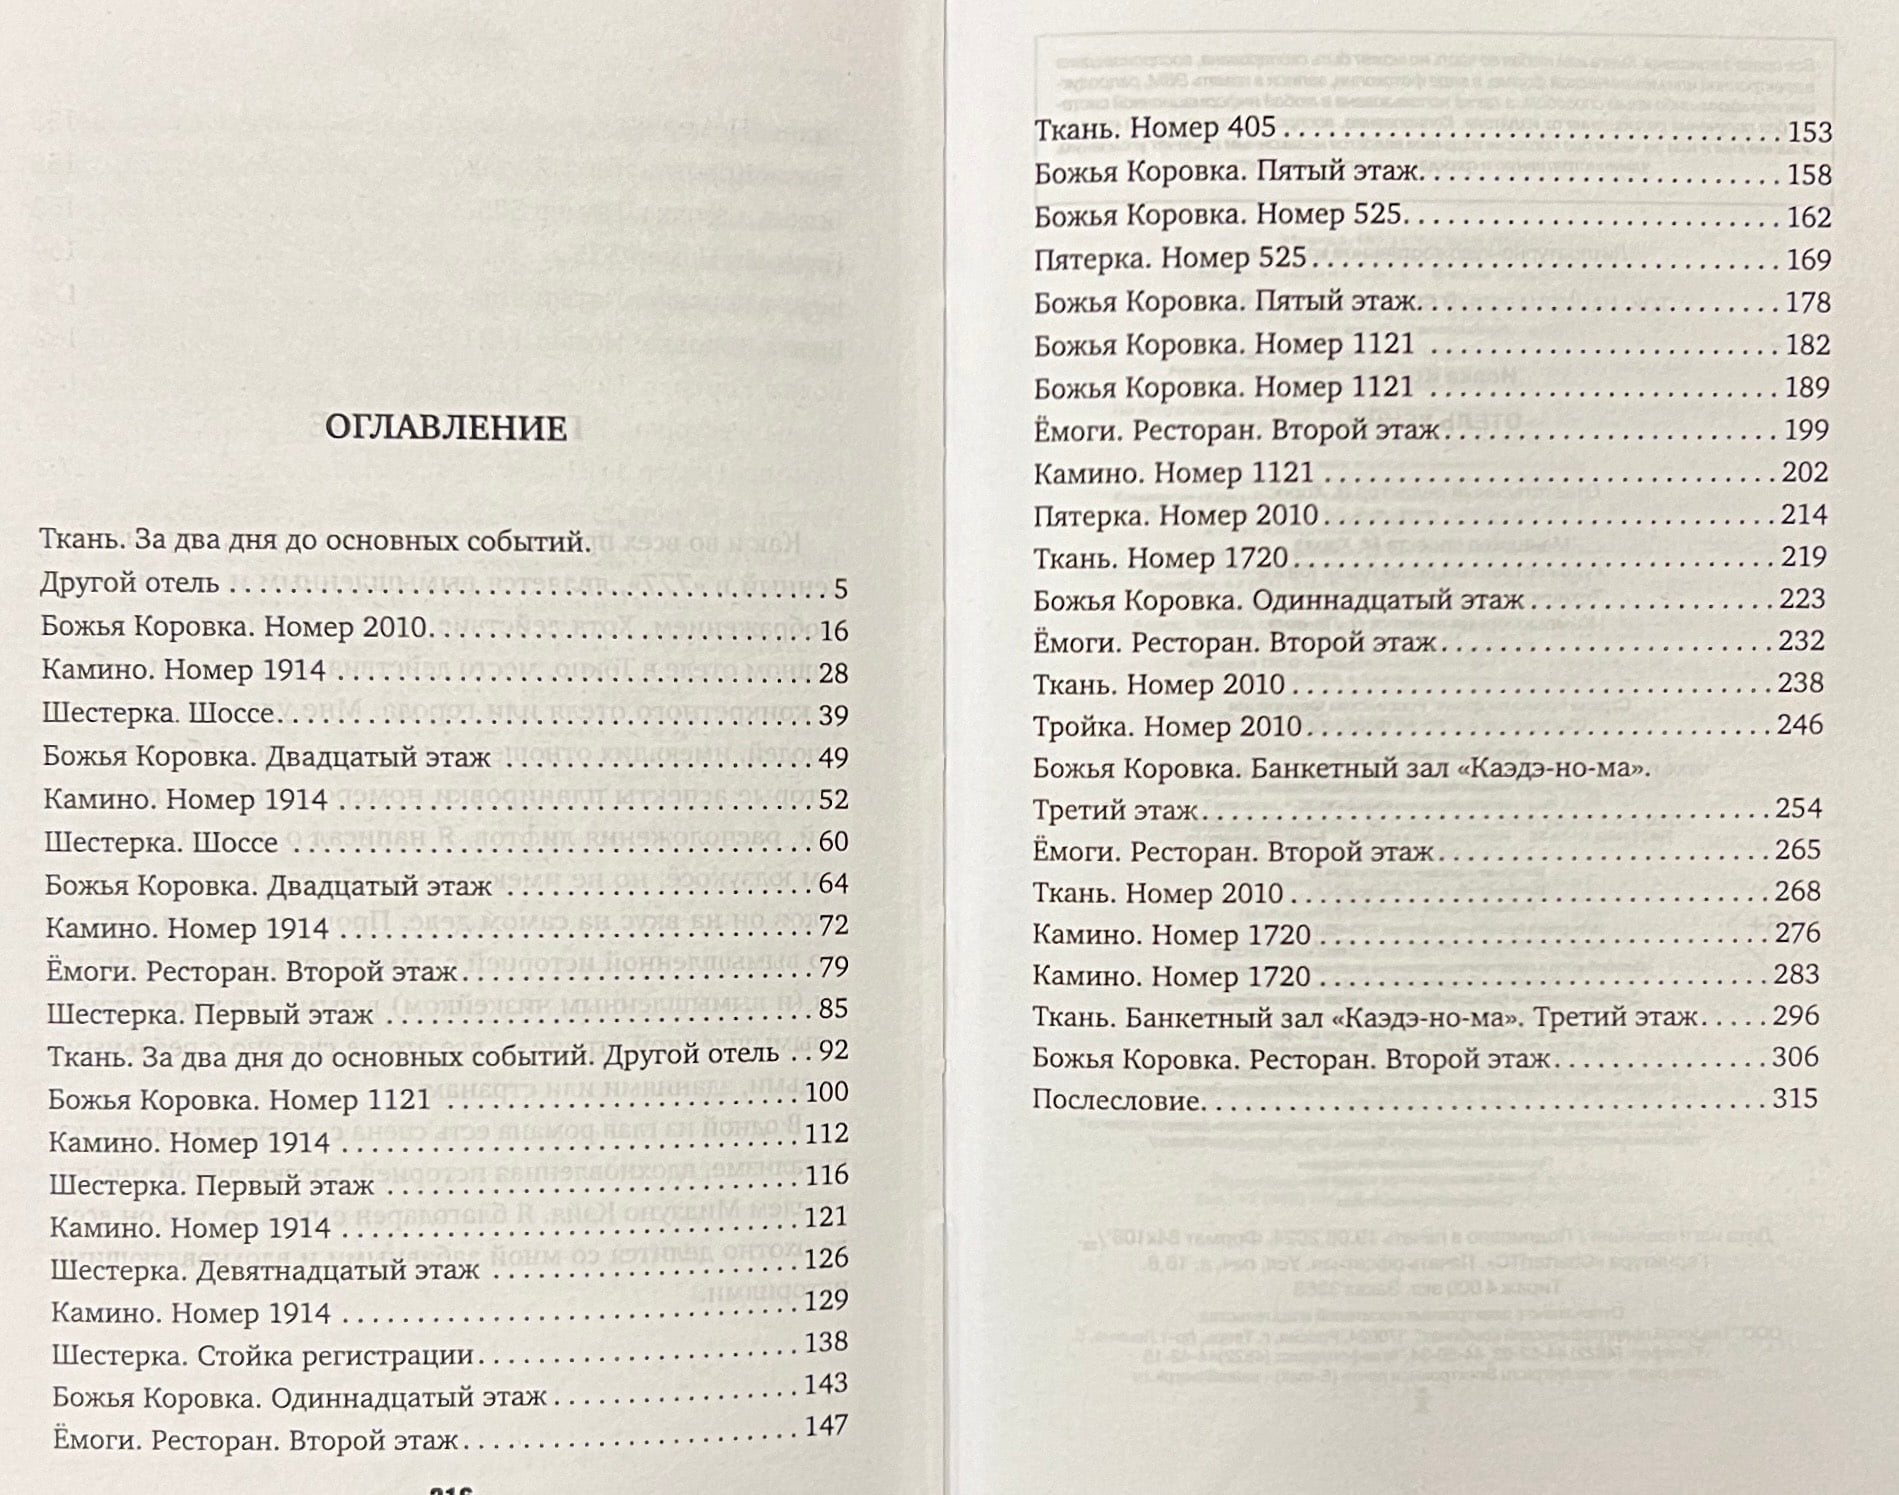 ОГЛАВЛЕНИЕ
Ткань. За два дня до основных событий.
Другой отель . . . . . . . . . . 5
Божья Коровка. Номер 2010. . . . . . . . . . 16
Камино. Номер 1914 . . . . . . . . . . 28
Шестерка. Шоссе. . . . . . . . . . 39
Божья Коровка. Двадцатый этаж . . . . . . . . . . 49
Камино. Номер 1914 . . . . . . . . . . 52
Шестерка. Шоссе . . . . . . . . . . 60
Божья Коровка. Двадцатый этаж . . . . . . . . . . 64
Камино. Номер 1914 . . . . . . . . . . 72
Ёмоги. Ресторан. Второй этаж. . . . . . . . . . 79
Шестерка. Первый этаж . . . . . . . . . . 85
Ткань. За два дня до основных событий. Другой отель . . 92
Божья Коровка. Номер 1121 . . . . . . . . . . 100
Камино. Номер 1914 . . . . . . . . . . 112
Шестерка. Первый этаж . . . . . . . . . . 116
Камино. Номер 1914 . . . . . . . . . . 121
Шестерка. Девятнадцатый этаж . . . . . . . . . . 126
Камино. Номер 1914 . . . . . . . . . . 129
Шестерка. Стойка регистрации. . . . . . . . . . 138
Божья Коровка. Одиннадцатый этаж . . . . . . . . . . 143
Ёмоги. Ресторан. Второй этаж. . . . . . . . . . 147
Ткань. Номер 405 . . . . . . . . . . 153
Божья Коровка. Пятый этаж. . . . . . . . . . 158
Божья Коровка. Номер 525. . . . . . . . . . 162
Пятерка. Номер 525 . . . . . . . . . . 169
Божья Коровка. Пятый этаж. . . . . . . . . . 178
Божья Коровка. Номер 1121 . . . . . . . . . . 182
Божья Коровка. Номер 1121 . . . . . . . . . . 189
Ёмоги. Ресторан. Второй этаж. . . . . . . . . . 199
Камино. Номер 1121 . . . . . . . . . . 202
Пятерка. Номер 2010 . . . . . . . . . . 214
Ткань. Номер 1720 . . . . . . . . . . 219
Божья Коровка. Одиннадцатый этаж . . . . . . . . . . 223
Ёмоги. Ресторан. Второй этаж. . . . . . . . . . 232
Ткань. Номер 2010 . . . . . . . . . . 238
Тройка. Номер 2010. . . . . . . . . . 246
Божья Коровка. Банкетный зал «Каэдэ-но-ма».
Третий этаж. . . . . . . . . . 254
Ёмоги. Ресторан. Второй этаж. . . . . . . . . . 265
Ткань. Номер 2010 . . . . . . . . . . 268
Камино. Номер 1720 . . . . . . . . . . 276
Камино. Номер 1720 . . . . . . . . . . 283
Ткань. Банкетный зал «Каэдэ-но-ма». Третий этаж. . . . . 296
Божья Коровка. Ресторан. Второй этаж. . . . . . . . . . 306
Послесловие. . . . . . . . . . 315